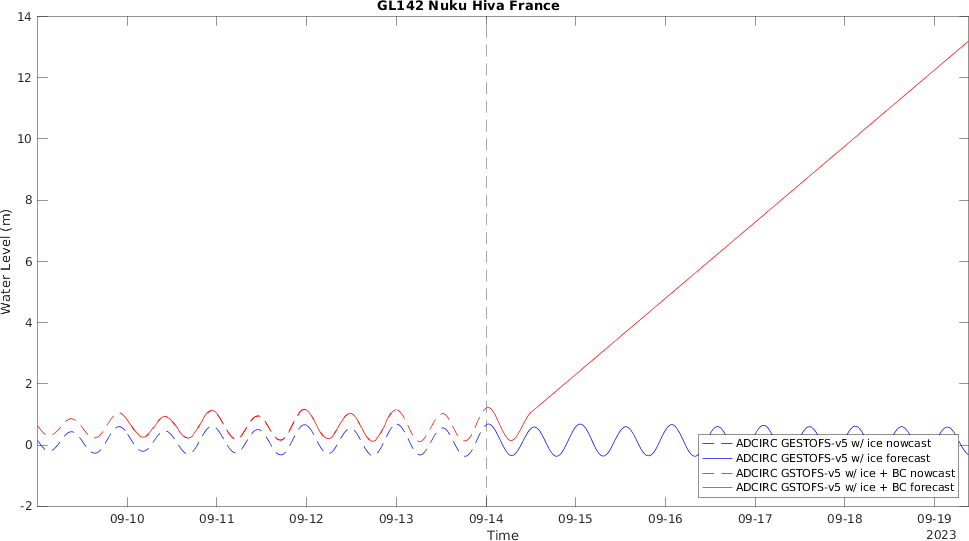 GL142 Nuku Hiva France
14
12
10
8
6
4
2
0
-2
Water Level (m)
ADCIRC GESTOFS-v5 w/ ice nowcast
ADCIRC GESTOFS-v5 w/ ice forecast
ADCIRC GSTOFS-v5 w/ ice + BC nowcast
ADCIRC GSTOFS-v5 w/ ice + BC forecast
09-10 09-11 09-12 09-13 09-14 09-15 09-16 09-17 09-18 09-19
Time 2023